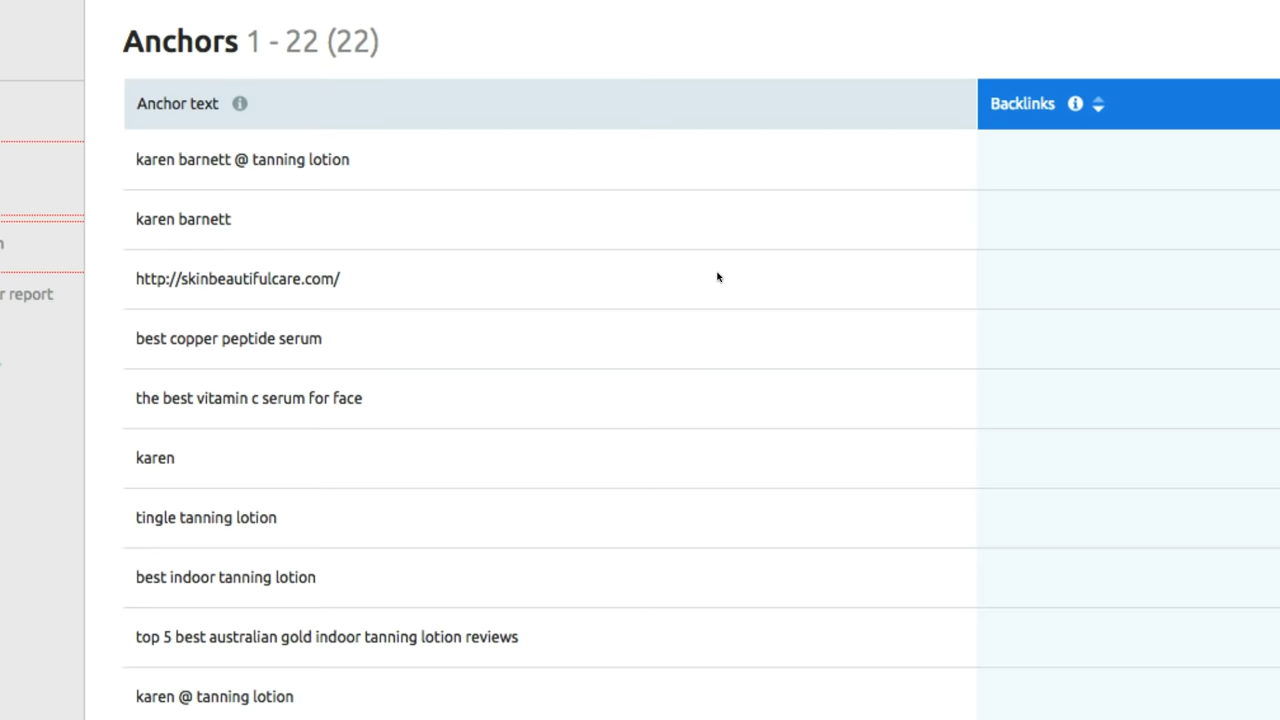 Anchors 1 - 22 (22)
Anchor text
Backlinks
karen barnett @ tanning lotion
karen barnett
http://skinbeautifulcare.com/
best copper peptide serum
the best vitamin c serum for face
karen
r report
tingle tanning lotion
best indoor tanning lotion
top 5 best australian gold indoor tanning lotion reviews
karen @ tanning lotion